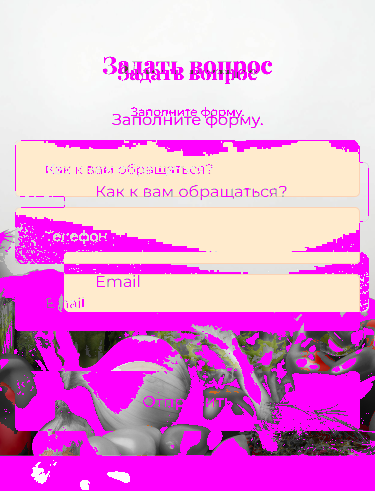 Задать вопрос
Задать вопрос
Заполните форму.
Заполните форму.
Как к вам обращаться?
Как к вам обращаться?
Телефон
Email
Email